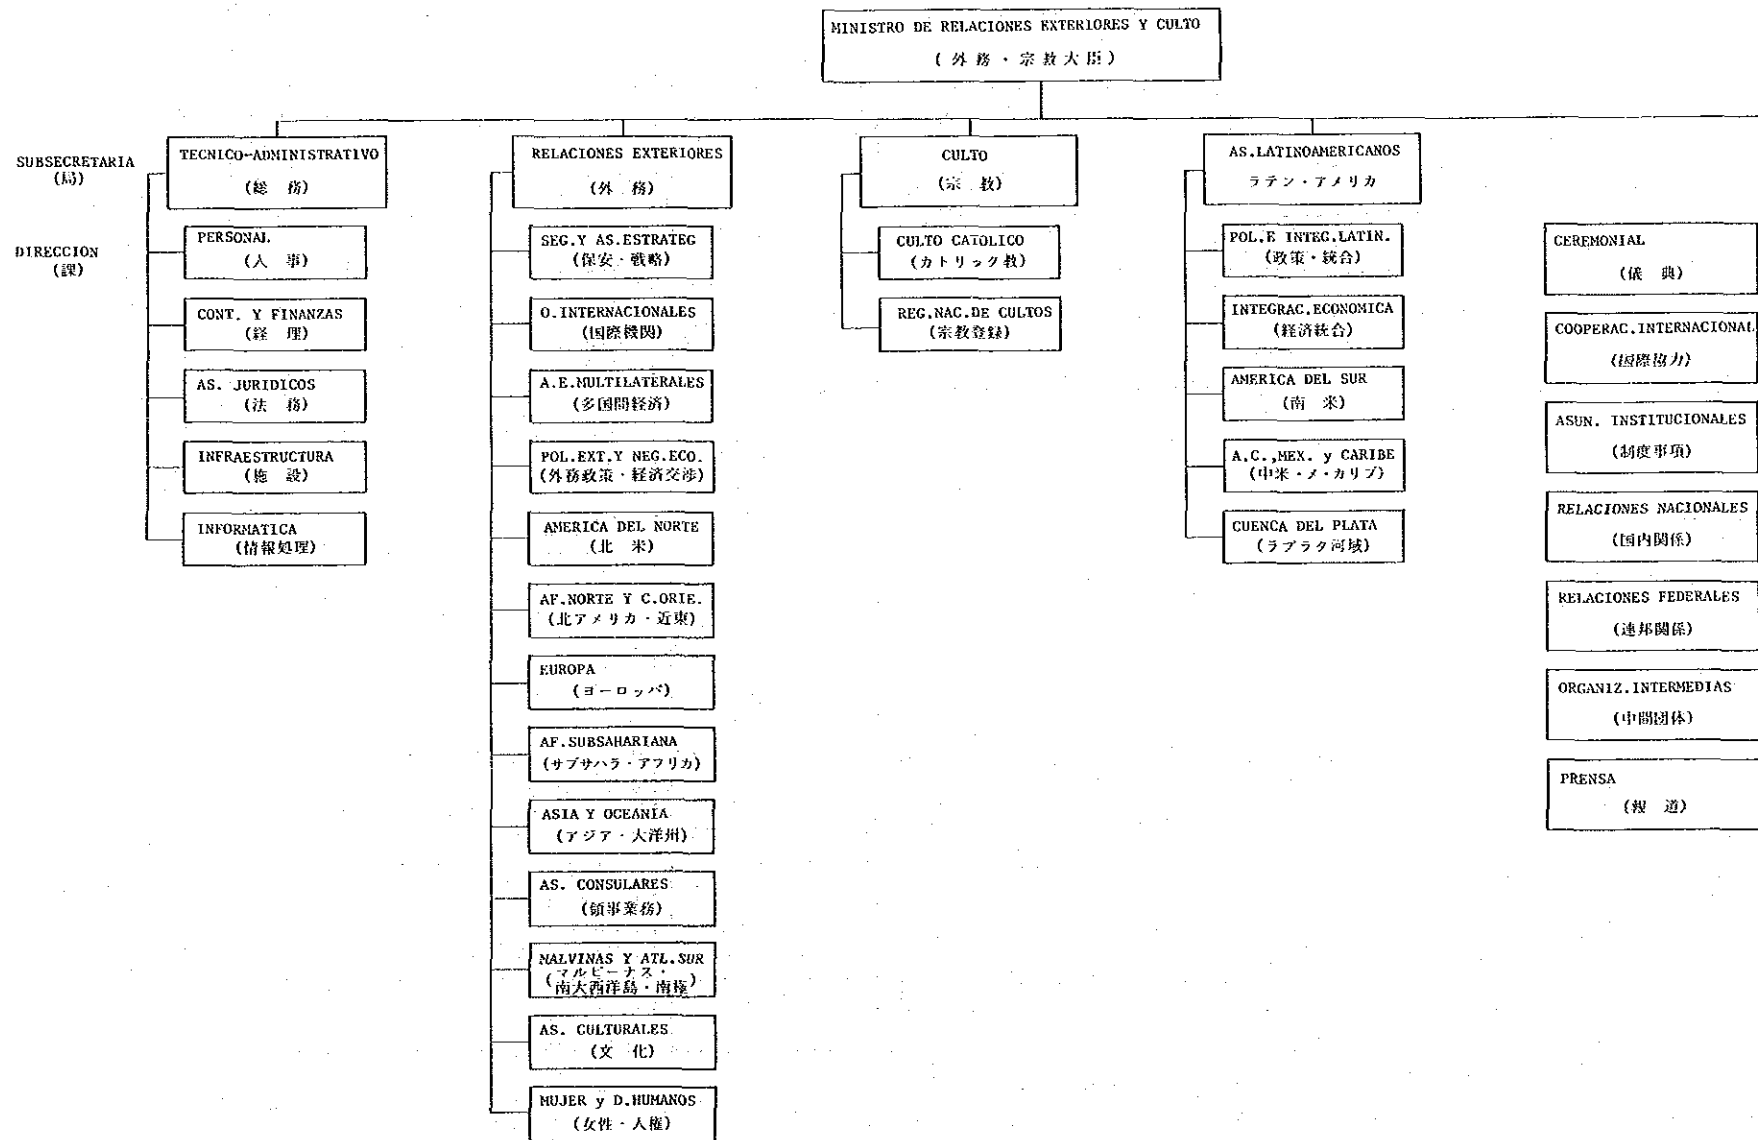 MINISTRO DE RELACIONES EXTERIORES Y CULTO
(外務・宗教大臣)
SUBSECRETARIA
(局)
TECNICO-ADMINISTRATIVO
(総務)
RELACIONES EXTERIORES
(外務)
CULTO
(宗教)
AS.LATINOAMERICANOS
ラテン・アメリカ
DIRECCION
(課)
PERSONAL
(人事)
CONT. Y FINANZAS
(経理)
AS. JURIDICOS
(法務)
INFRAESTRUCTURA
(施設)
INFORMATICA
(情報処理)
SEG.Y AS.ESTRATEG
(保安・戦略)
O.INTERNACIONALES
(国際機関)
A.E.MULTILATERALES
(多国間経済)
POL.EXT.Y NEG.ECO.
(外務政策・経済交渉)
AMERICA DEL NORTE
(北米)
AF.NORTE Y C.ORIE.
(北アメリカ・近東)
EUROPA
(ヨーロッパ)
AF.SUBSAHARIANA
(サブサハラ・アフリカ)
ASIA Y OCEANIA
(アジア・大洋州)
AS. CONSULARES
(領事業務)
MALVINAS Y ATL.SUR
(マルビーナス・
南大西洋島・南極)
AS. CULTURALES
(文化)
MUJER y D.HUMANOS
(女性・人権)
CULTO CATOLICO
(カトリック教)
REG.NAC.DE CULTOS
(宗教登録)
POL.E INTEG.LATIN.
(政策・統合)
INTEGRAC.ECONOMICA
(経済統合)
AMERICA DEL SUR
(南米)
A.C.,MEX. y CARIBE
(中米・メ・カリブ)
CUENCA DEL PLATA
(ラプラタ河域)
CEREMONIAL
(儀典)
COOPERAC.INTERNACIONAL
(国際協力)
ASUN. INSTITUCIONALES
(制度事項)
RELACIONES NACIONALES
(国内関係)
RELACIONES FEDERALES
(連邦関係)
ORGANIZ.INTERMEDIAS
(中間団体)
PRENSA
(報道)